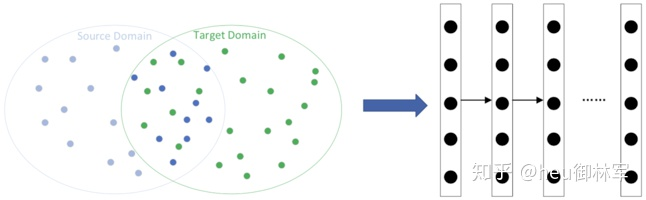 Source Domain
Target Domain
......
知乎 @heu御林军